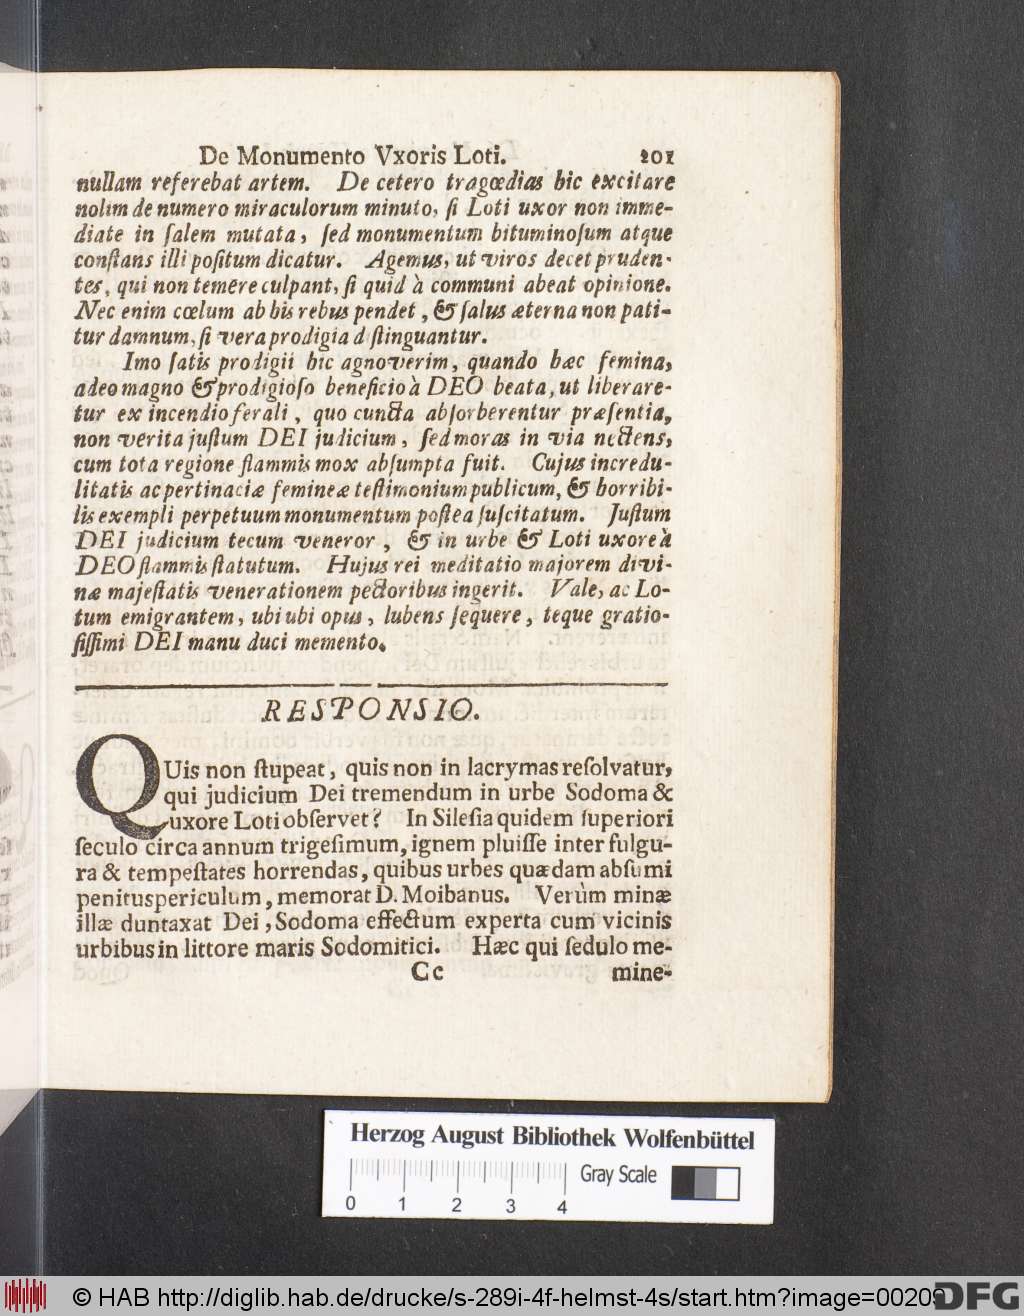 De Monumento Vxoris Loti. 201
nullam referebat artem. De cetero tragœdias hic excitare
nolim de numero miraculorum minuto, ſi Loti uxor non imme-
diate in ſalem mutata, ſed monumentum bituminoſum atque
conſtans illi poſitum dicatur. Agemus, ut viros decet pruden-
tes, qui non temere culpant, ſi quid à communi abeat opinione.
Nec enim cœlum ab his rebus pendet, & ſalus æterna non pati-
tur damnum, ſi vera prodigia diſtinguantur.
Imo ſatis prodigii hic agnoverim, quando hæc femina,
adeo magno & prodigioſo beneficio à DEO beata, ut liberare-
tur ex incendio ferali, quo cuncta abſorberentur præſentia,
non verita juſtum DEI judicium, ſed moras in via nectens,
cum tota regione flammis mox abſumpta fuit. Cujus incredu-
litatis ac pertinaciæ femineæ teſtimonium publicum, & horribi-
lis exempli perpetuum monumentum poſtea ſuſcitatum. Juſtum
DEI judicium tecum veneror, & in urbe & Loti uxore à
DEO flammis ſtatutum. Hujus rei meditatio majorem divi-
næ majeſtatis venerationem pectoribus ingerit. Vale, ac Lo-
tum emigrantem, ubi ubi opus, lubens ſequere, teque gratio-
ſiſſimi DEI manu duci memento.
RESPONSIO.
QUis non ſtupeat, quis non in lacrymas reſolvatur,
qui judicium Dei tremendum in urbe Sodoma &
uxore Loti obſervet? In Sileſia quidem ſuperiori
ſeculo circa annum trigeſimum, ignem pluiſſe inter fulgu-
ra & tempeſtates horrendas, quibus urbes quædam abſumi
penitus periculum, memorat D. Moibanus. Verùm minæ
illæ duntaxat Dei, Sodoma effectum experta cum vicinis
urbibus in littore maris Sodomitici. Hæc qui ſedulo me-
Cc mine-
Herzog August Bibliothek Wolfenbüttel
Gray Scale
0 1 2 3 4
© HAB http://diglib.hab.de/drucke/s-289i-4f-helmst-4s/start.htm?image=00209
DFG